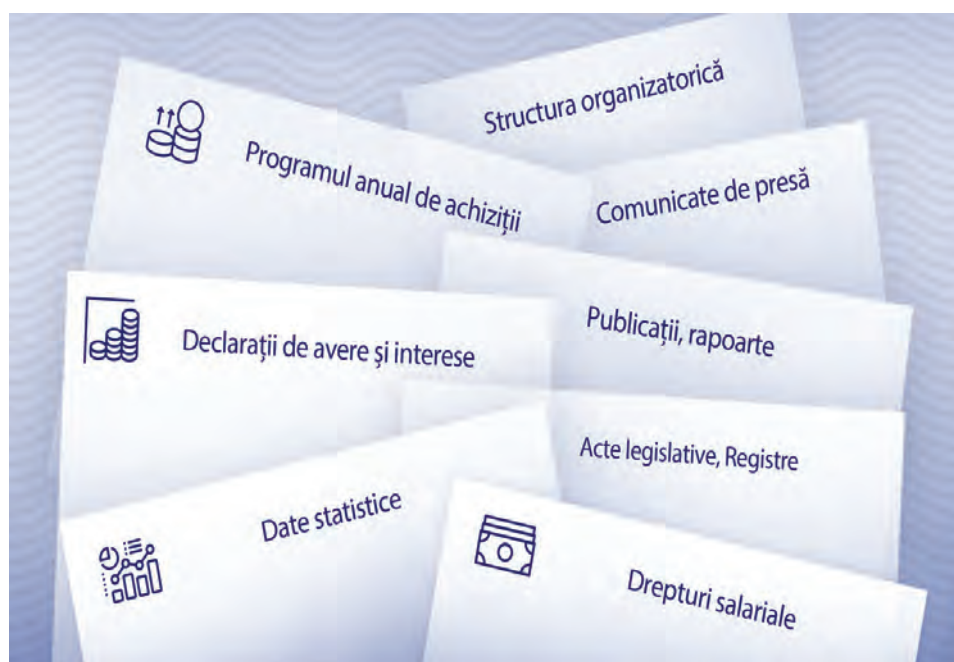 Structura organizatorică
Programul anual de achiziții
Comunicate de presă
Publicații, rapoarte
Declarații de avere și interese
Acte legislative, Registre
Date statistice
Drepturi salariale